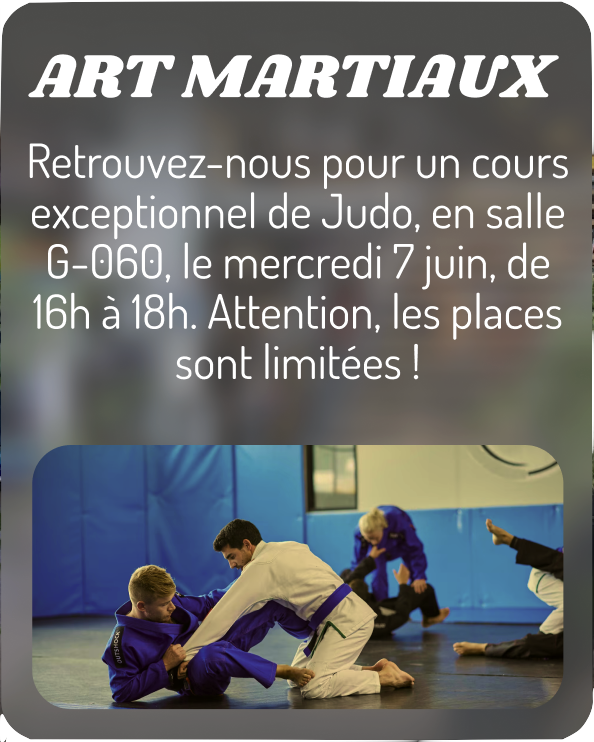 ART MARTIAUX
Retrouvez-nous pour un cours
exceptionnel de Judo, en salle
G-060, le mercredi 7 juin, de
16h à 18h. Attention, les places
sont limitées !
OUTSHOCK